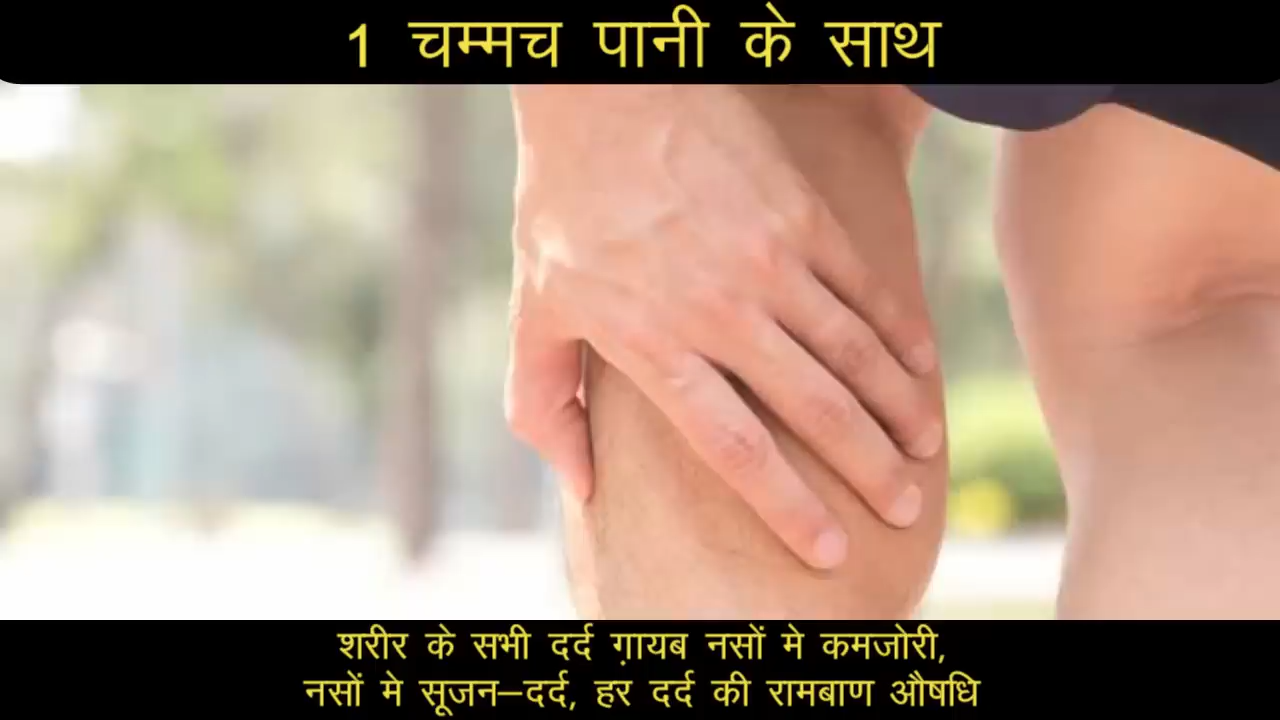 1 चम्मच पानी के साथ
शरीर के सभी दर्द ग़ायब नसों मे कमजोरी,
नसों मे सूजन–दर्द, हर दर्द की रामबाण औषधि